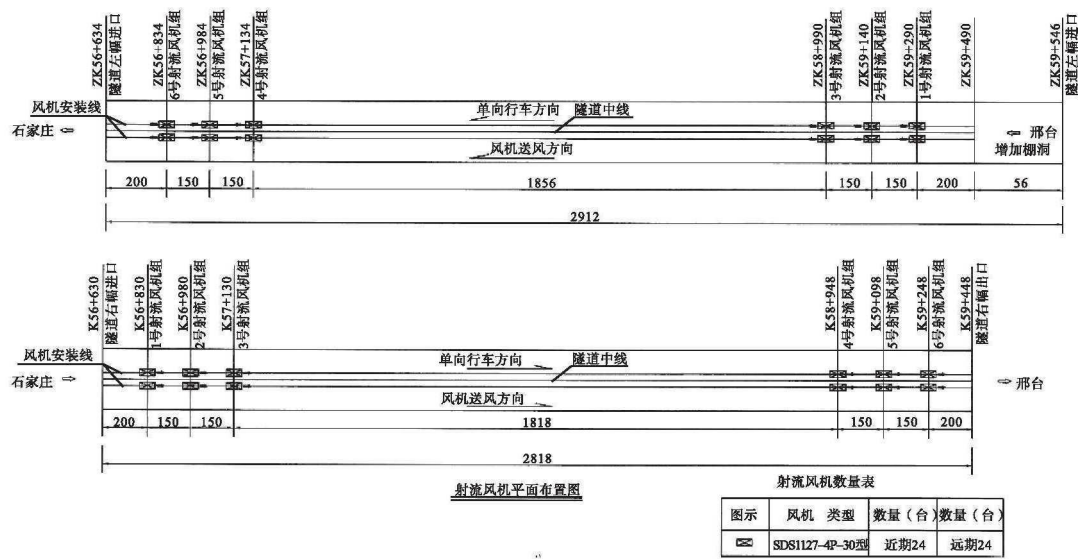 ZK56+634
隧道左幅进口
ZK56+834
6号射流风机组
ZK56+984
5号射流风机组
ZK57+134
4号射流风机组
ZK58+990
3号射流风机组
ZK59+140
2号射流风机组
ZK59+290
1号射流风机组
ZK59+490
ZK59+546
隧道左幅进口
风机安装线
单向行车方向
隧道中线
石家庄
邢台
风机送风方向
增加棚洞
200
150
150
1856
150
150
200
56
2912
K56+630
隧道右幅进口
K56+830
1号射流风机组
K56+980
2号射流风机组
K57+130
3号射流风机组
K58+948
4号射流风机组
K59+098
5号射流风机组
K59+248
6号射流风机组
K59+448
隧道右幅出口
风机安装线
单向行车方向
隧道中线
石家庄
邢台
风机送风方向
200
150
150
1818
150
150
200
2818
射流风机平面布置图
射流风机数量表
图示 风机 类型 数量(台) 数量(台)
SDS1127-4P-30型 近期24 远期24